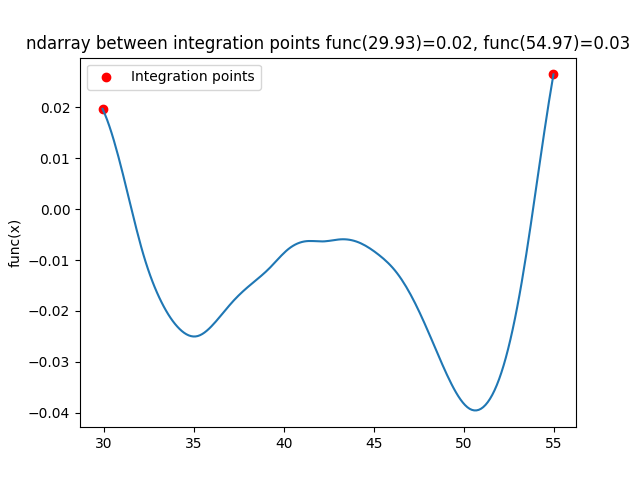 ndarray between integration points func(29.93)=0.02, func(54.97)=0.03
Integration points
func(x)
0.02
0.01
0.00
−0.01
−0.02
−0.03
−0.04
30 35 40 45 50 55